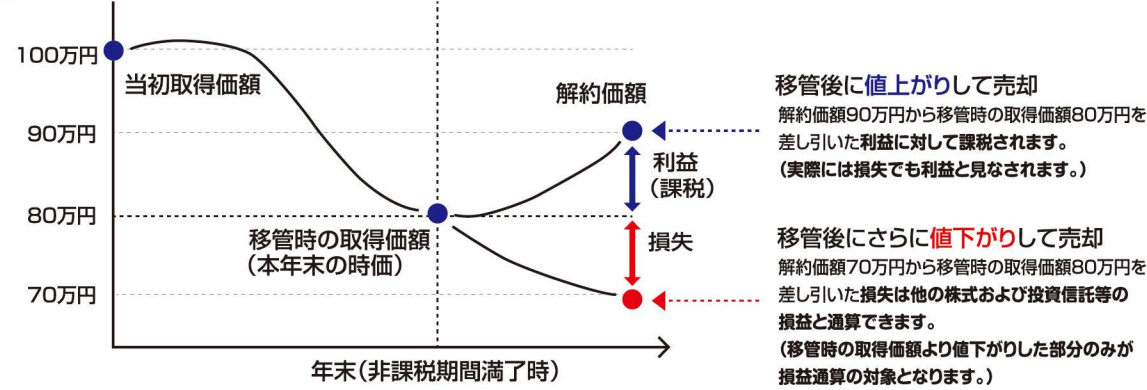 100万円
当初取得価額
90万円
80万円
70万円
移管時の取得価額
（本年末の時価）
年末（非課税期間満了時）
解約価額
利益
（課税）
損失
移管後に値上がりして売却
解約価額90万円から移管時の取得価額80万円を
差し引いた利益に対して課税されます。
（実際には損失でも利益と見なされます。）
移管後にさらに値下がりして売却
解約価額70万円から移管時の取得価額80万円を
差し引いた損失は他の株式および投資信託等の
損益と通算できます。
（移管時の取得価額より値下がりした部分のみが
損益通算の対象となります。）